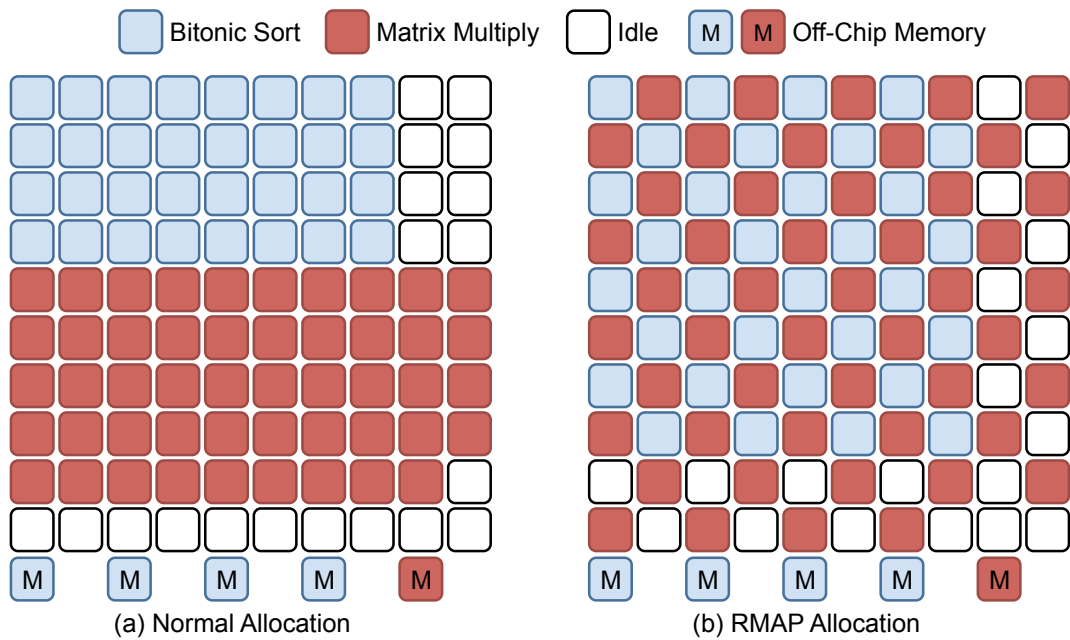 Bitonic Sort Matrix Multiply Idle M M Off-Chip Memory
M M M M M M M M M M
(a) Normal Allocation (b) RMAP Allocation